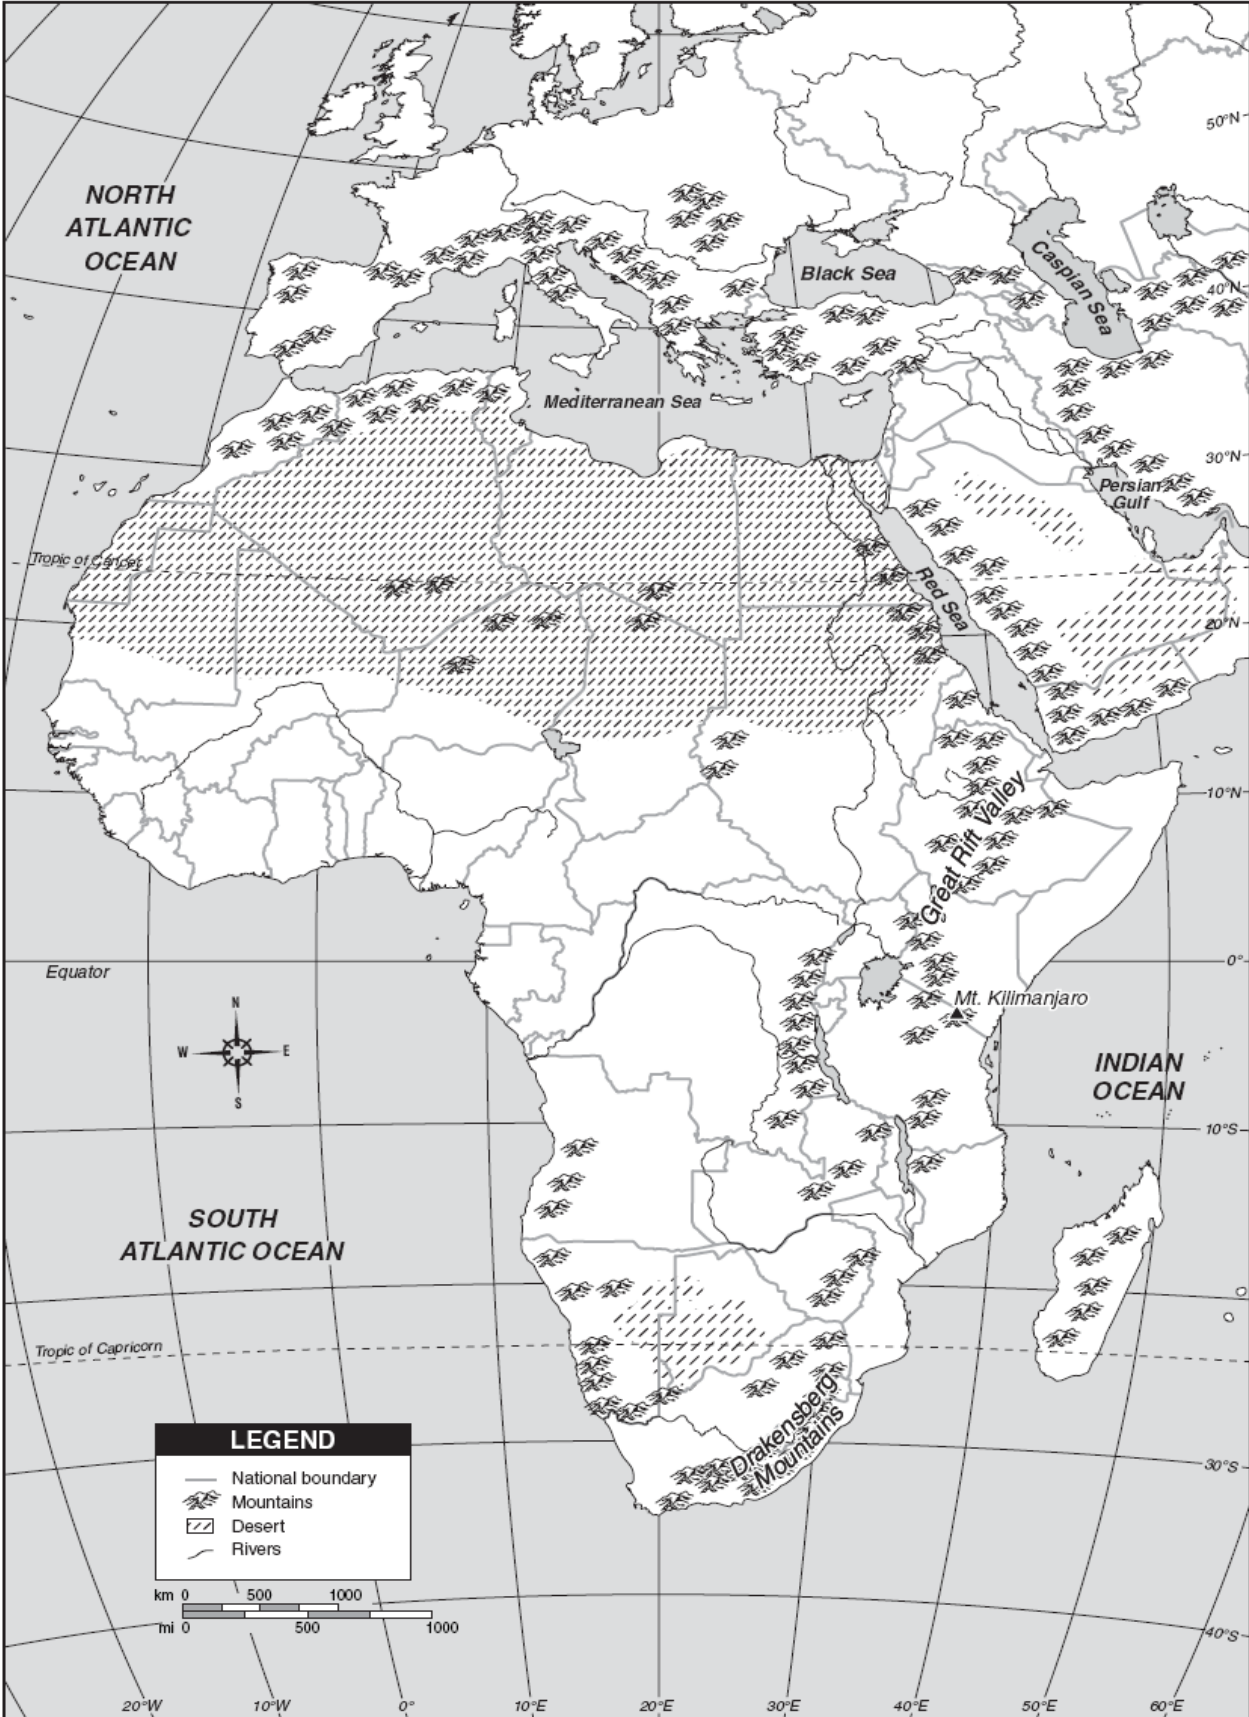 50°N
NORTH
ATLANTIC
OCEAN
Black Sea
Caspian Sea
40°N
Mediterranean Sea
30°N
Persian
Gulf
Tropic of Cancer
Red Sea
20°N
10°N
Great Rift Valley
Equator
0°
Mt. Kilimanjaro
N
W
E
S
INDIAN
OCEAN
10°S
SOUTH
ATLANTIC OCEAN
Tropic of Capricorn
Drakensberg
Mountains
30°S
LEGEND
National boundary
Mountains
Desert
Rivers
km 0 500 1000
mi 0 500 1000
40°S
20°W 10°W 0° 10°E 20°E 30°E 40°E 50°E 60°E